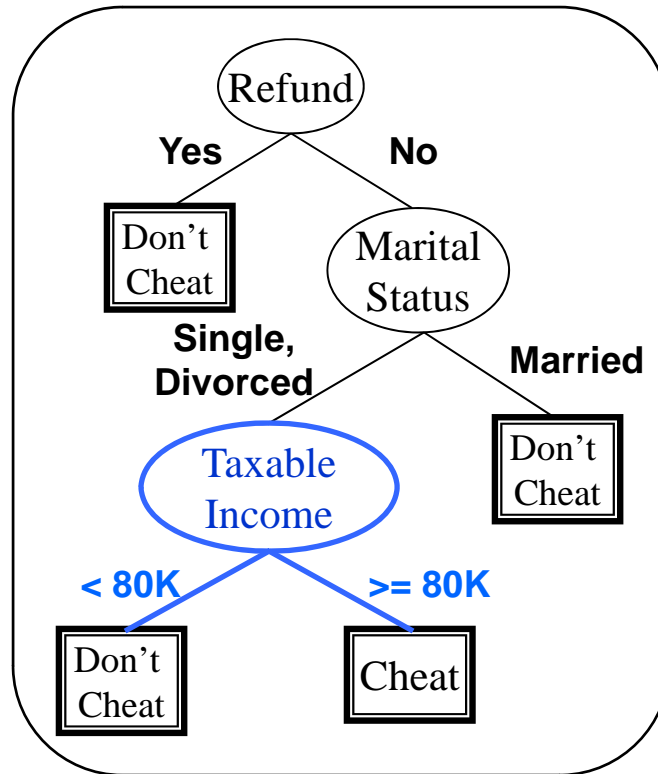 Refund
Yes
No
Don’t
Cheat
Marital
Status
Single,
Divorced
Married
Taxable
Income
Don’t
Cheat
< 80K
>= 80K
Don’t
Cheat
Cheat